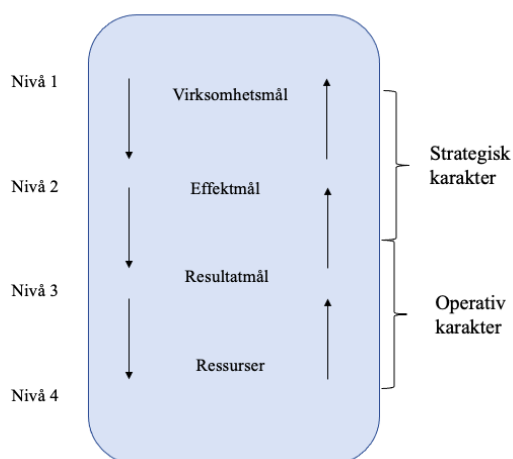 Nivå 1
Virksomhetsmål
Strategisk
karakter
Nivå 2
Effektmål
Nivå 3
Resultatmål
Operativ
karakter
Ressurser
Nivå 4